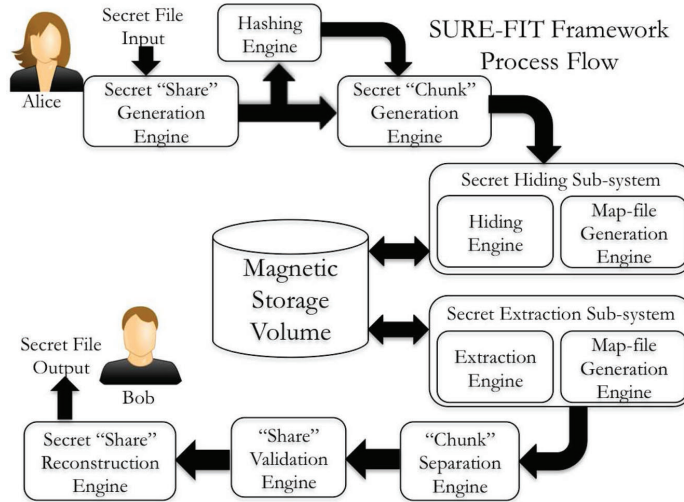 SURE-FIT Framework
Process Flow
Secret File
Input
Alice
Secret “Share”
Generation
Engine
Hashing
Engine
Secret “Chunk”
Generation
Engine
Secret Hiding Sub-system
Hiding
Engine
Map-file
Generation
Engine
Magnetic
Storage
Volume
Secret Extraction Sub-system
Extraction
Engine
Map-file
Generation
Engine
“Chunk”
Separation
Engine
“Share”
Validation
Engine
Secret “Share”
Reconstruction
Engine
Secret File
Output
Bob